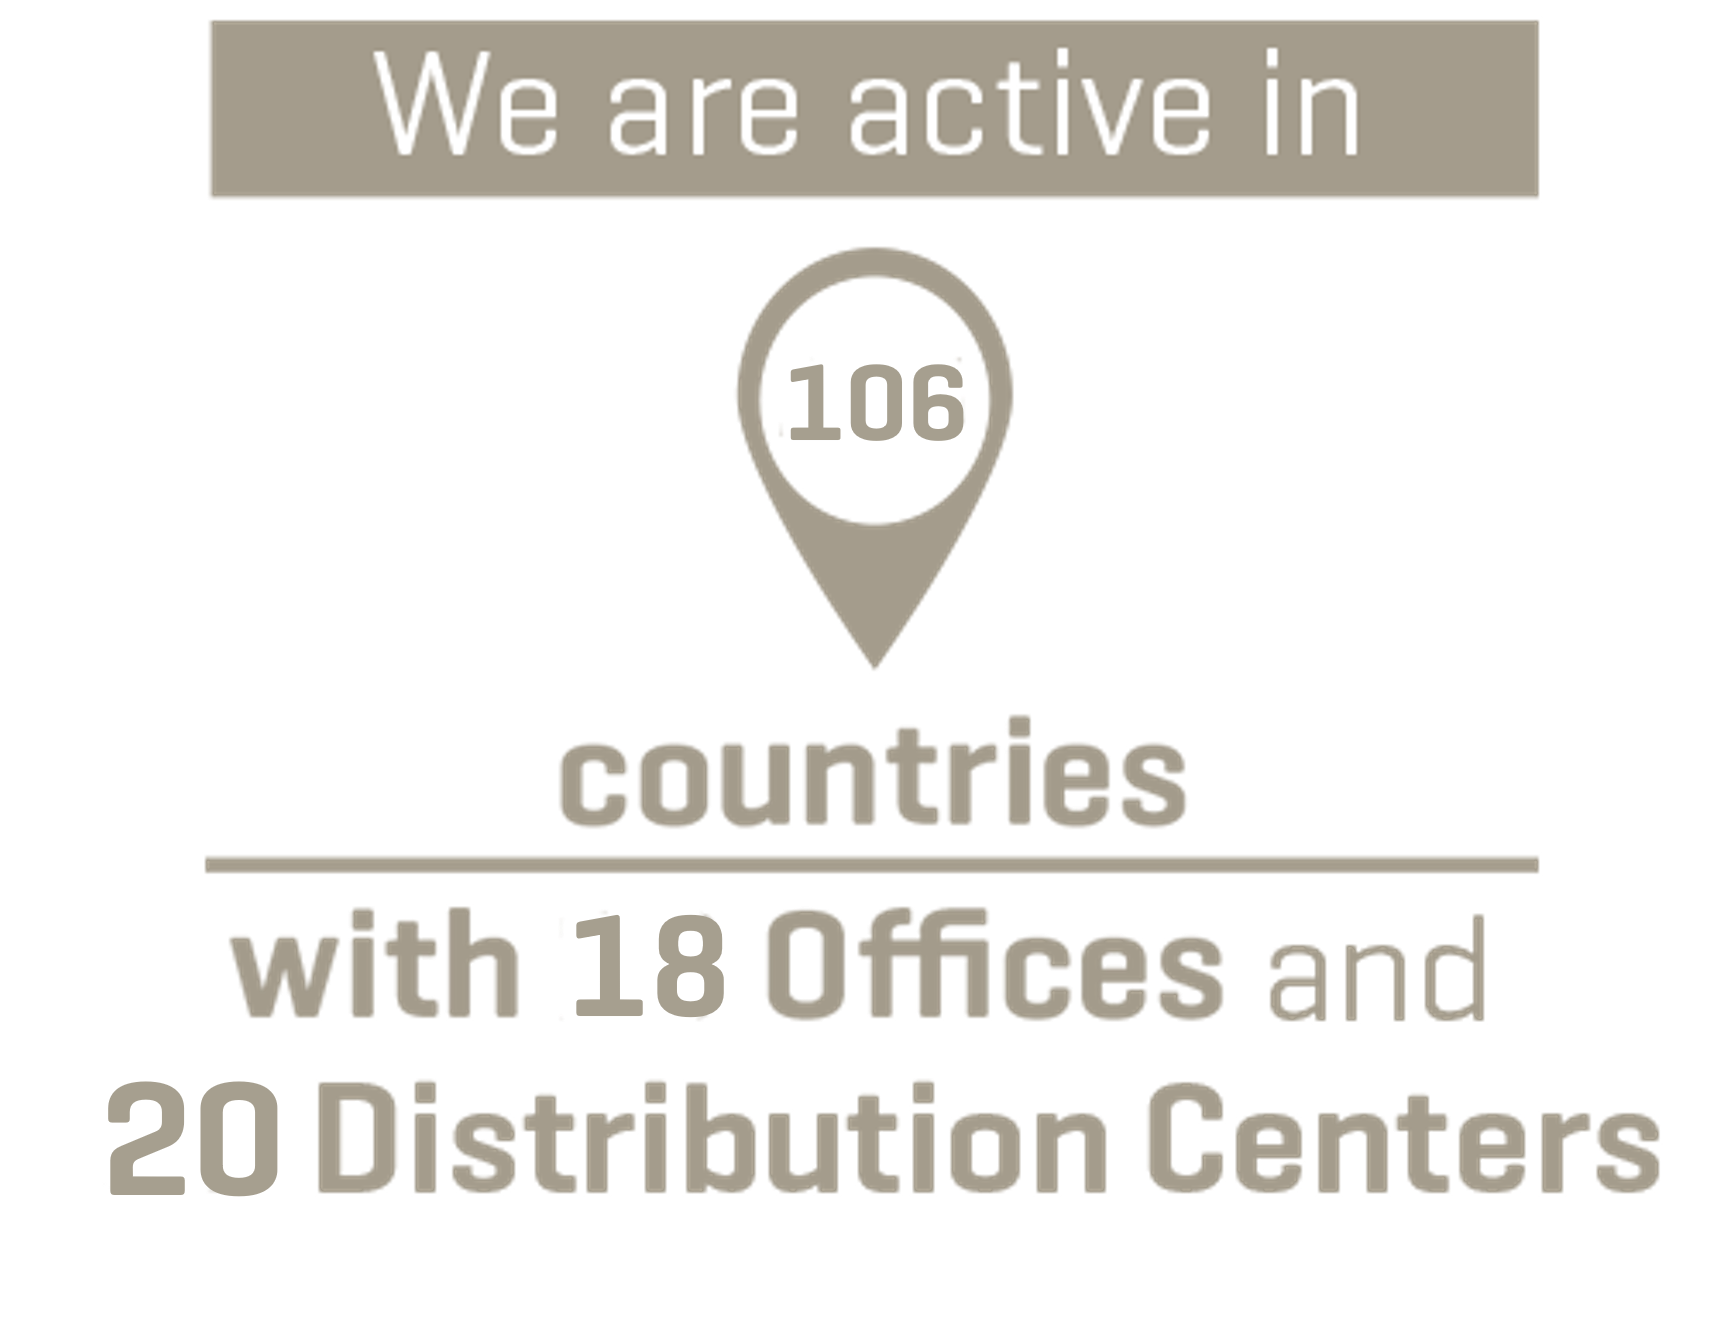 We are active in
106
countries
with 18 Offices and
20 Distribution Centers